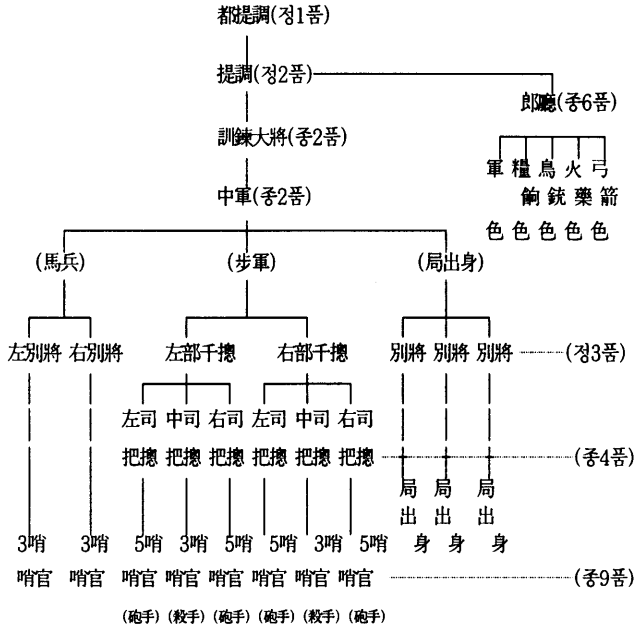 都提調(정1품)
提調(정2품)
郎廳(종6품)
訓鍊大將(종2품)
軍 糧 鳥 火 弓
餉 銃 藥 箭
色 色 色 色 色
中軍(종2품)
(馬兵) (步軍) (局出身)
左別將 右別將 左部千摠 右部千摠 別將 別將 別將 (정3품)
左司 中司 右司 左司 中司 右司
把摠 把摠 把摠 把摠 把摠 把摠 (종4품)
局 局 局
出 出 出
身 身 身
3哨 3哨 5哨 3哨 5哨 5哨 3哨 5哨
哨官 哨官 哨官 哨官 哨官 哨官 哨官 哨官 (종9품)
(砲手) (殺手) (砲手) (砲手) (殺手) (砲手)